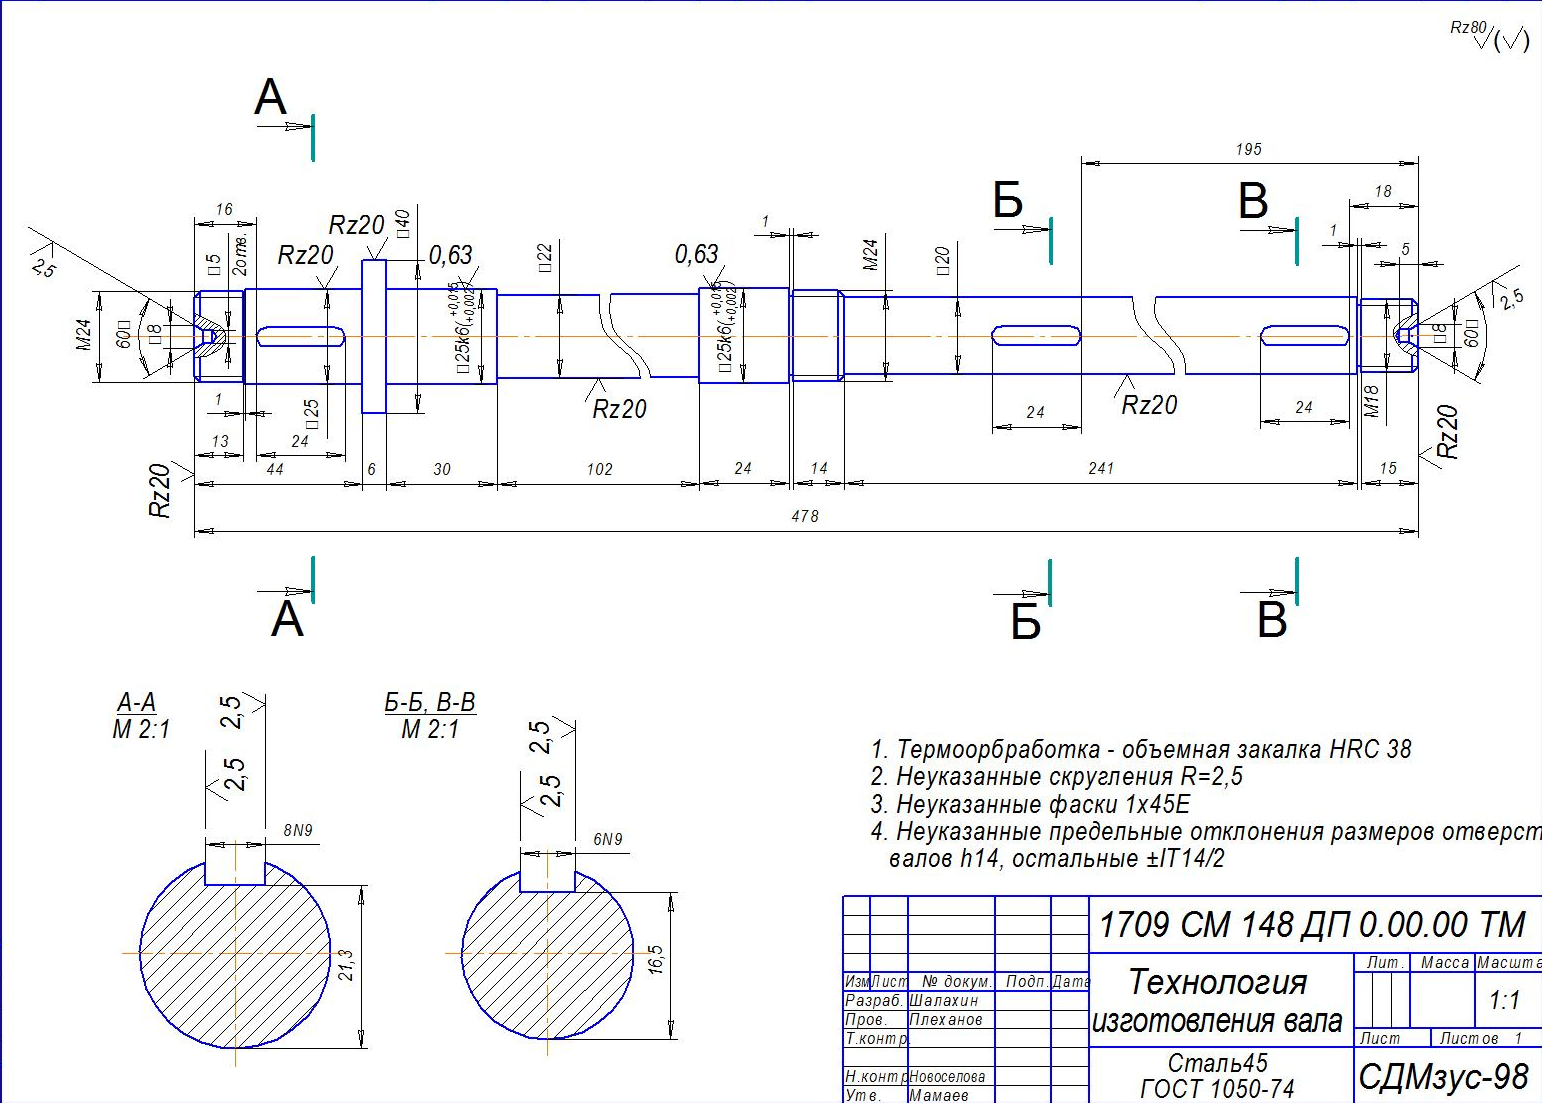 Rz80 (√)
А
195
Б
В
18
16
Rz20
□40
1
1
5
2,5
□5
2отв.
Rz20
0,63
□22
0,63
М24
□20
2,5
М24
60□
□8
□25k6(+0,015
+0,002)
□25k6(+0,015
+0,002)
□8
60□
1
□25
Rz20
Rz20
24
24
М18
Rz20
13
24
Rz20
44
6
30
102
24
14
241
15
478
А
Б
В
А-А
М 2:1
2,5
2,5
8N9
21,3
Б-Б, В-В
М 2:1
2,5
2,5
6N9
16,5
1. Термоорбработка - объемная закалка HRC 38
2. Неуказанные скругления R=2,5
3. Неуказанные фаски 1х45Е
4. Неуказанные предельные отклонения размеров отверст
валов h14, остальные ±IT14/2
1709 СМ 148 ДП 0.00.00 ТМ
Технология
изготовления вала
Лит. Масса Масшта
1:1
Лист Листов 1
Изм Лист № докум. Подп. Дата
Разраб. Шалахин
Пров. Плеханов
Т.контр.
Н.контр Новоселова
Утв. Мамаев
Сталь45
ГОСТ 1050-74
СДМзус-98